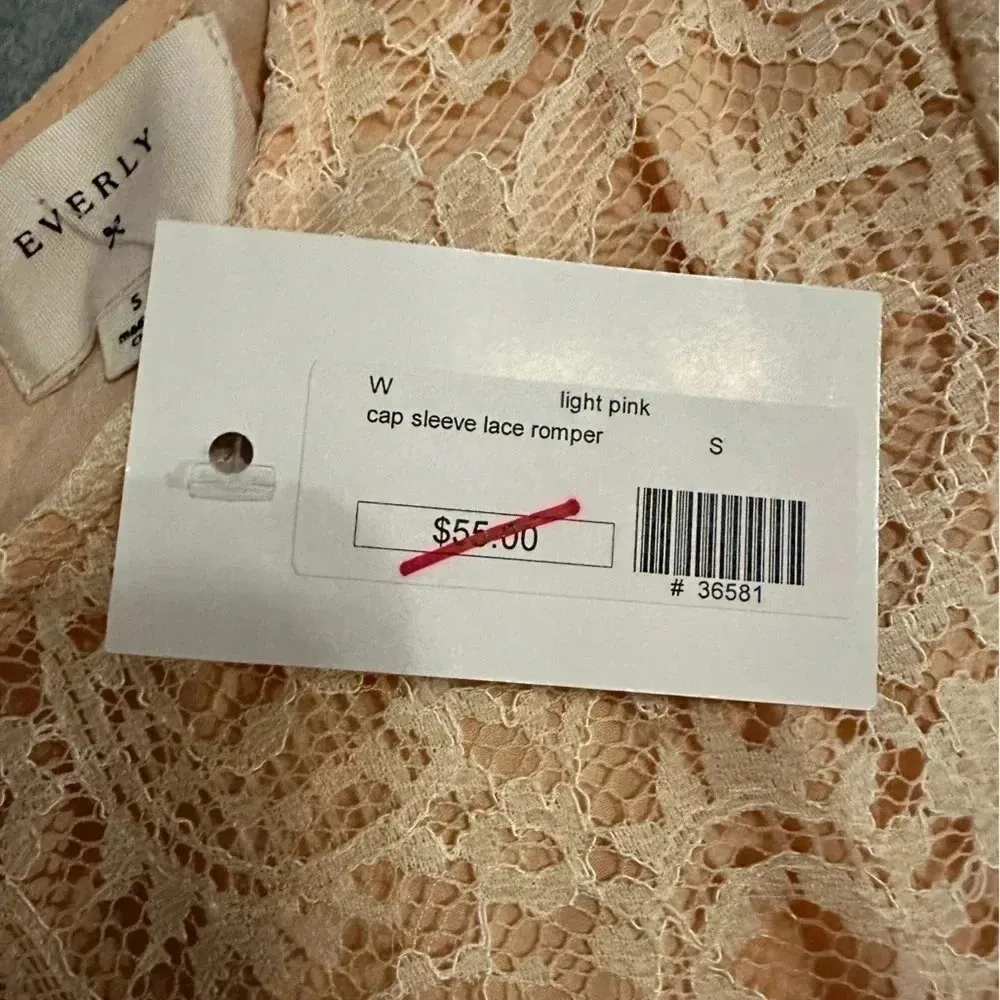 EVERLY
S
W
light pink
cap sleeve lace romper
S
$55.00
# 36581